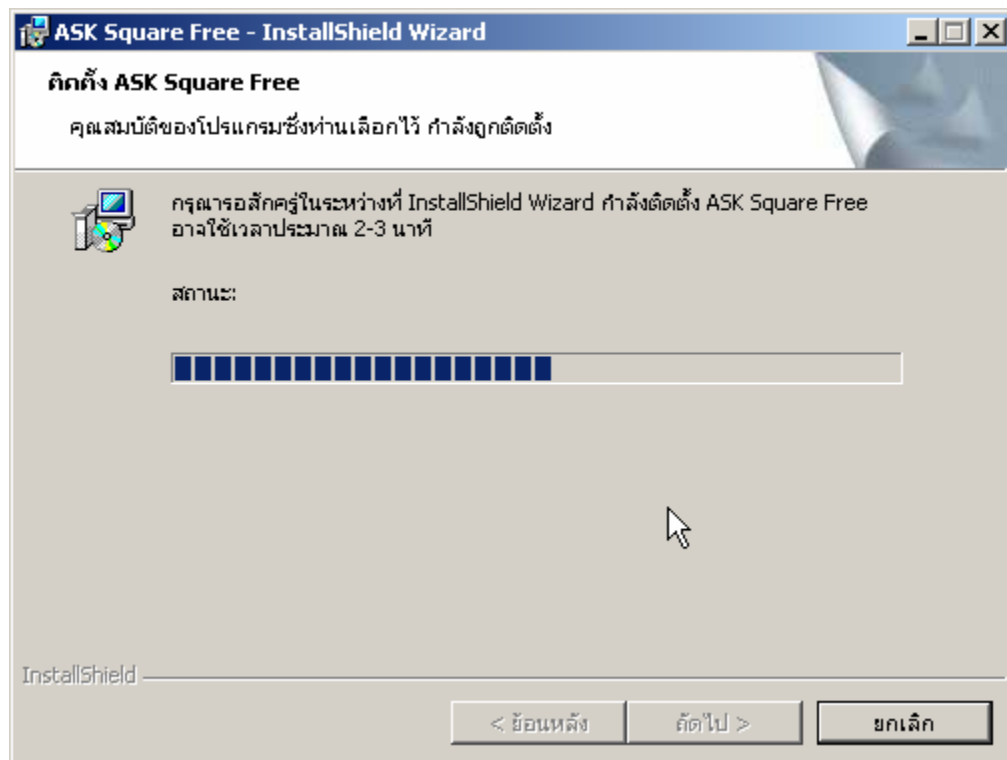 ASK Square Free - InstallShield Wizard
ติดตั้ง ASK Square Free
คุณสมบัติของโปรแกรมซึ่งท่านเลือกไว้ กำลังถูกติดตั้ง
กรุณารอสักครู่ในระหว่างที่ InstallShield Wizard กำลังติดตั้ง ASK Square Free
อาจใช้เวลาประมาณ 2-3 นาที
สถานะ:
InstallShield
< ย้อนหลัง
ถัดไป >
ยกเลิก